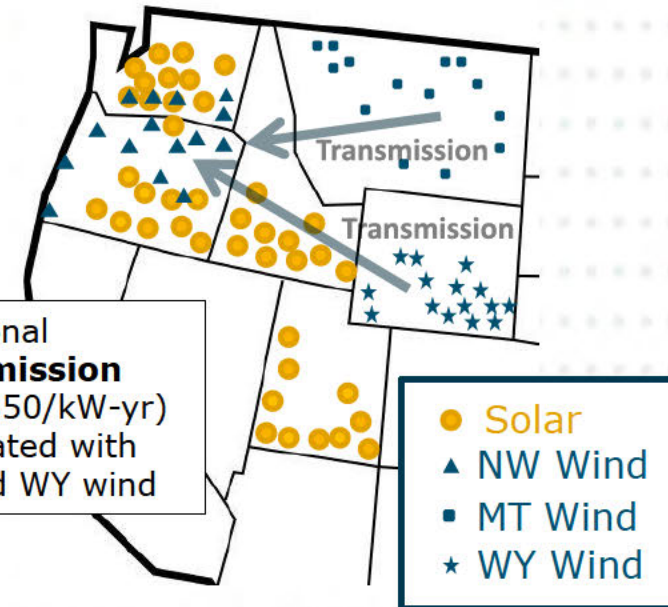 Transmission
Transmission
nal
mission
50/kW-yr)
ated with
d WY wind
Solar
NW Wind
MT Wind
WY Wind